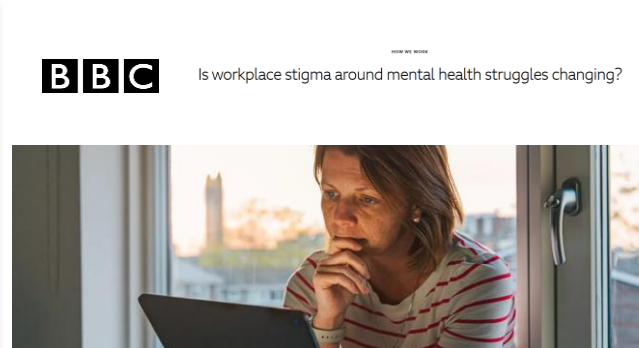 HOW WE WORK
BBC
Is workplace stigma around mental health struggles changing?